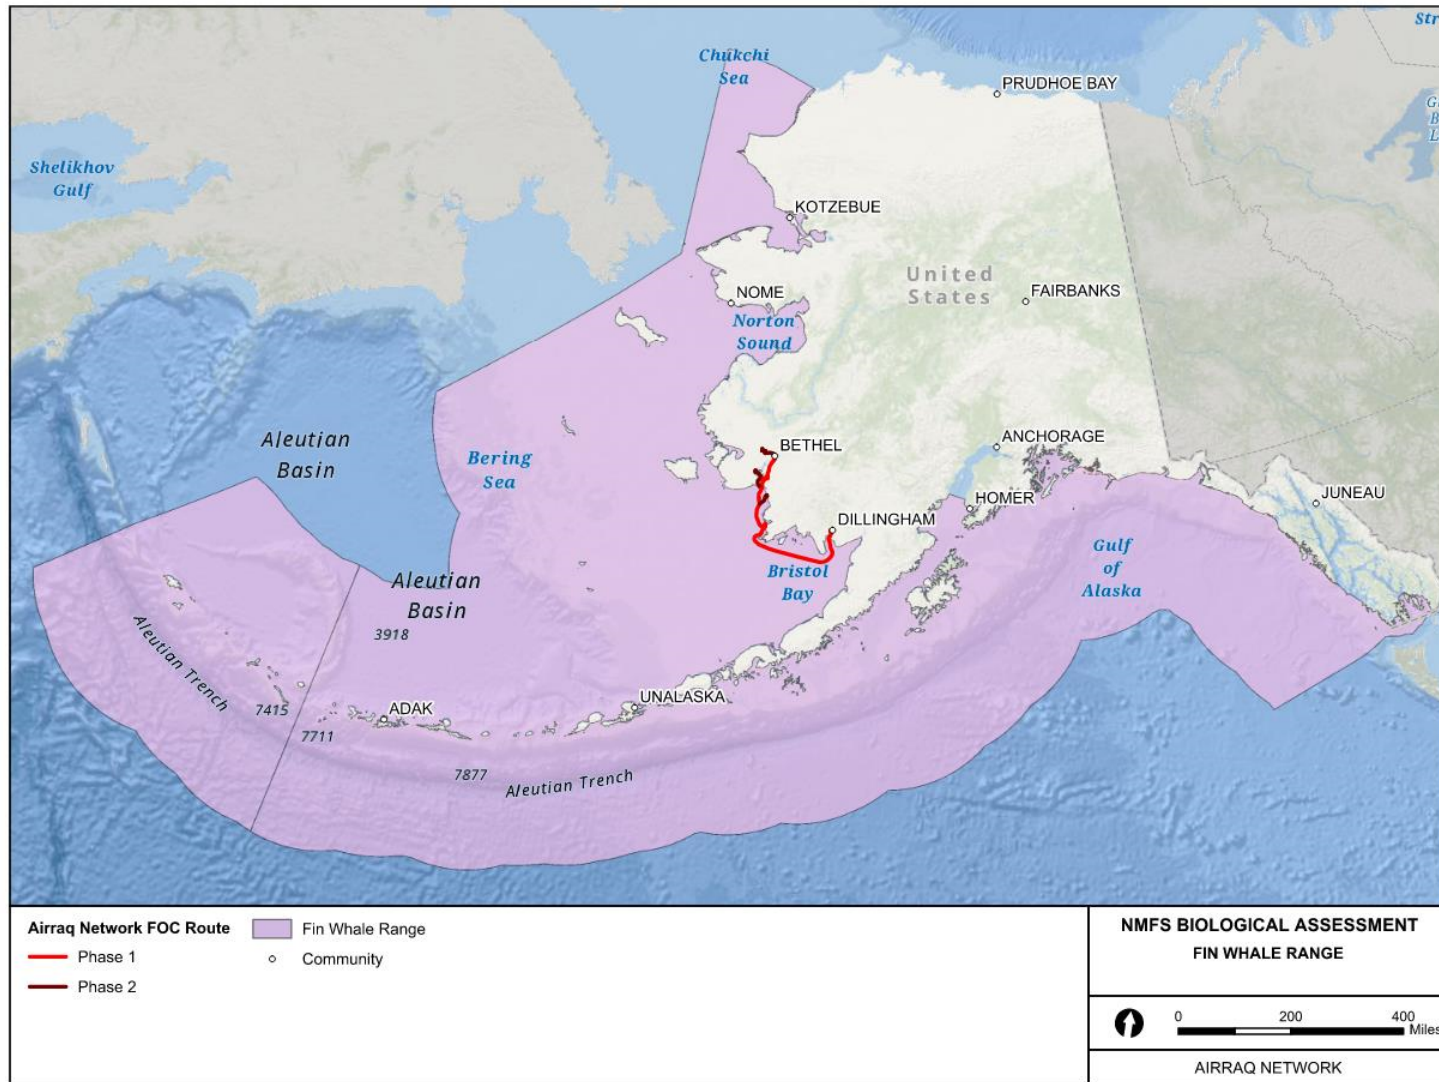 Str
Chukchi
Sea
PRUDHOE BAY
G
B
L
Shelikhov
Gulf
KOTZEBUE
United
States
FAIRBANKS
NOME
Norton
Sound
Aleutian
Basin
Bering
Sea
BETHEL
ANCHORAGE
HOMER
JUNEAU
DILLINGHAM
Gulf
of
Alaska
Bristol
Bay
Aleutian
Basin
3918
Aleutian Trench
7415
7711
ADAK
UNALASKA
7877
Aleutian Trench
Airraq Network FOC Route
Phase 1
Phase 2
Fin Whale Range
Community
NMFS BIOLOGICAL ASSESSMENT
FIN WHALE RANGE
0 200 400
Miles
AIRRAQ NETWORK